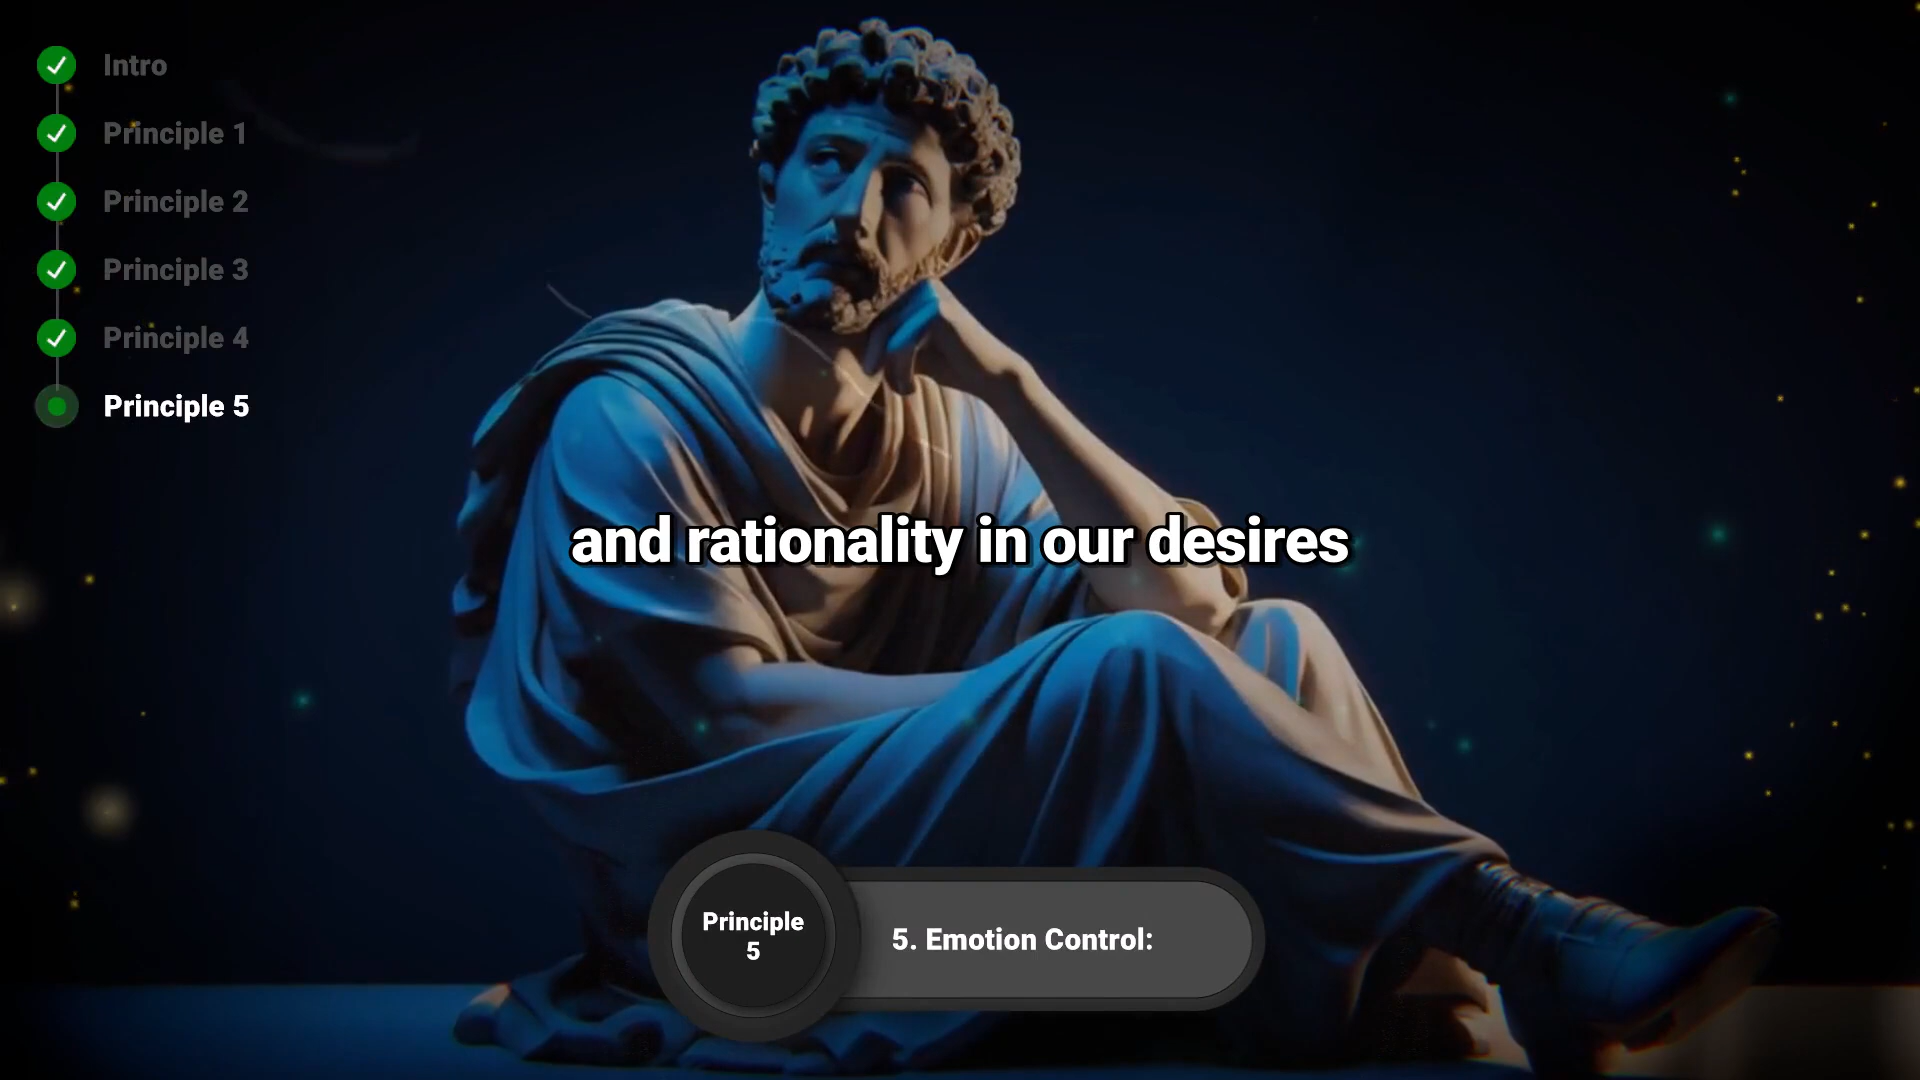 Intro
Principle 1
Principle 2
Principle 3
Principle 4
Principle 5
and rationality in our desires
Principle
5
5. Emotion Control: